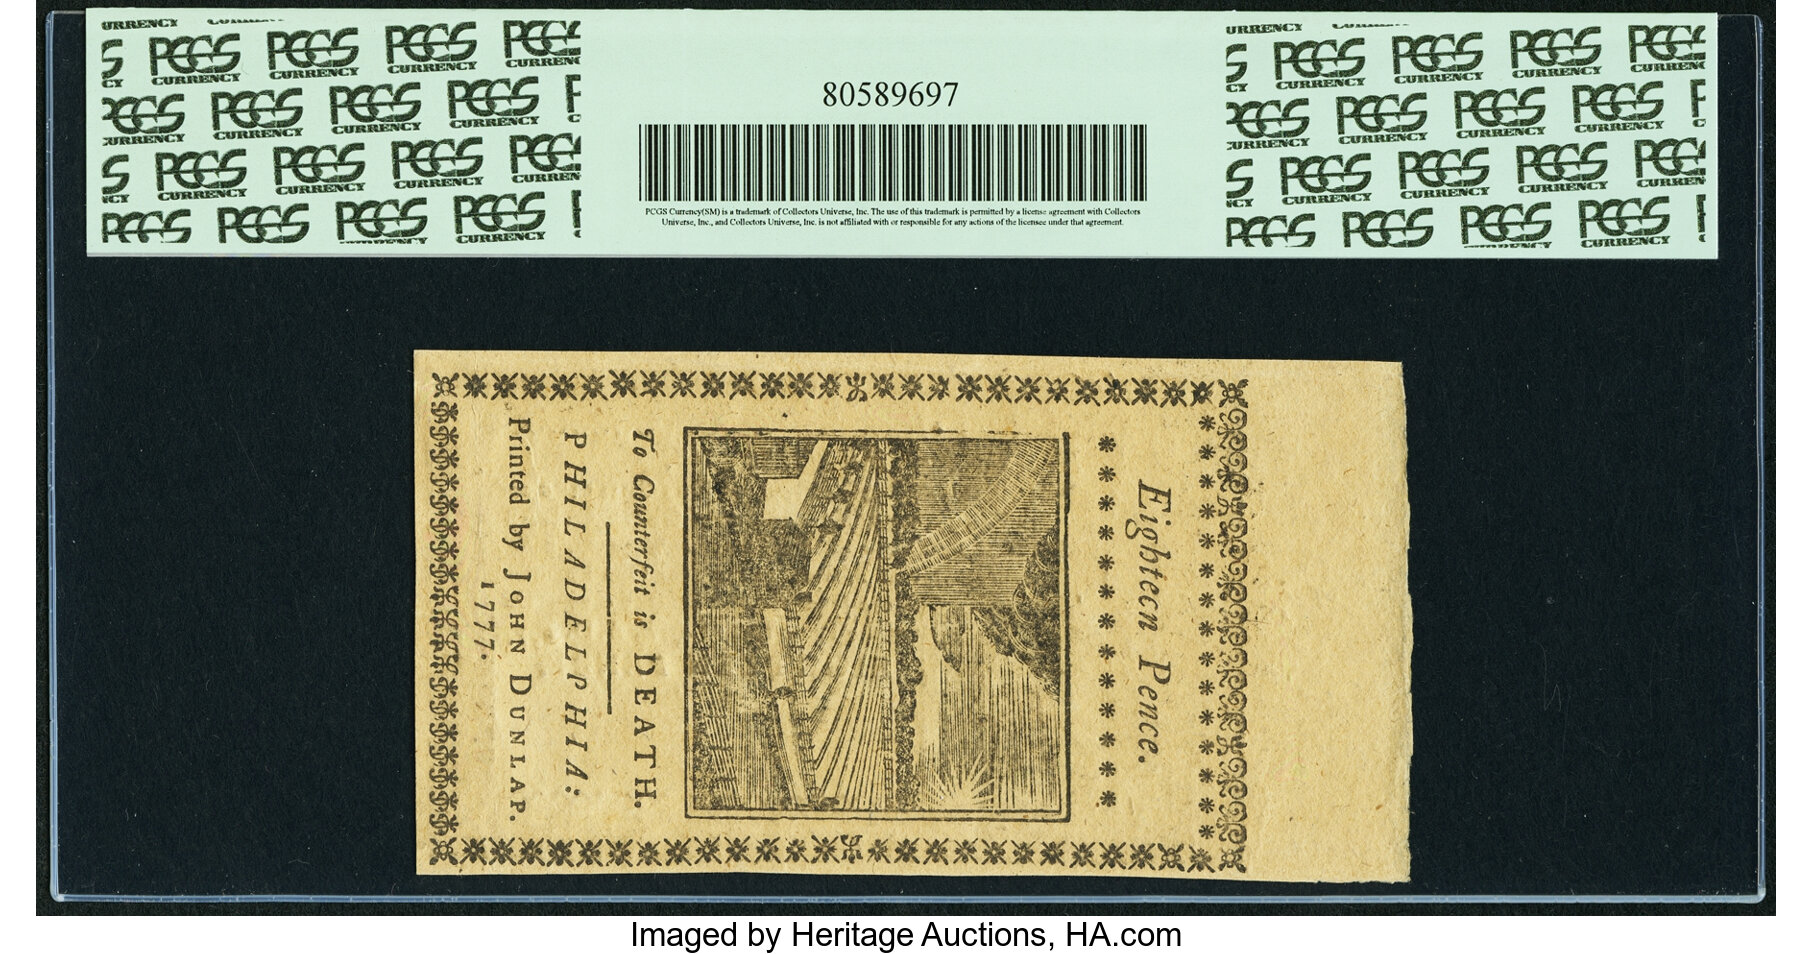 PCGS CURRENCY
80589697
PCGS Currency(SM) is a trademark of Collectors Universe, Inc. The use of this trademark is permitted by a license agreement with Collectors
Universe, Inc., and Collectors Universe, Inc. is not affiliated with or responsible for any actions of the licensee under that agreement.
Eighteen Pence.
To Counterfeit is DEATH.
PHILADELPHIA:
Printed by JOHN DUNLAP.
1777.
Imaged by Heritage Auctions, HA.com